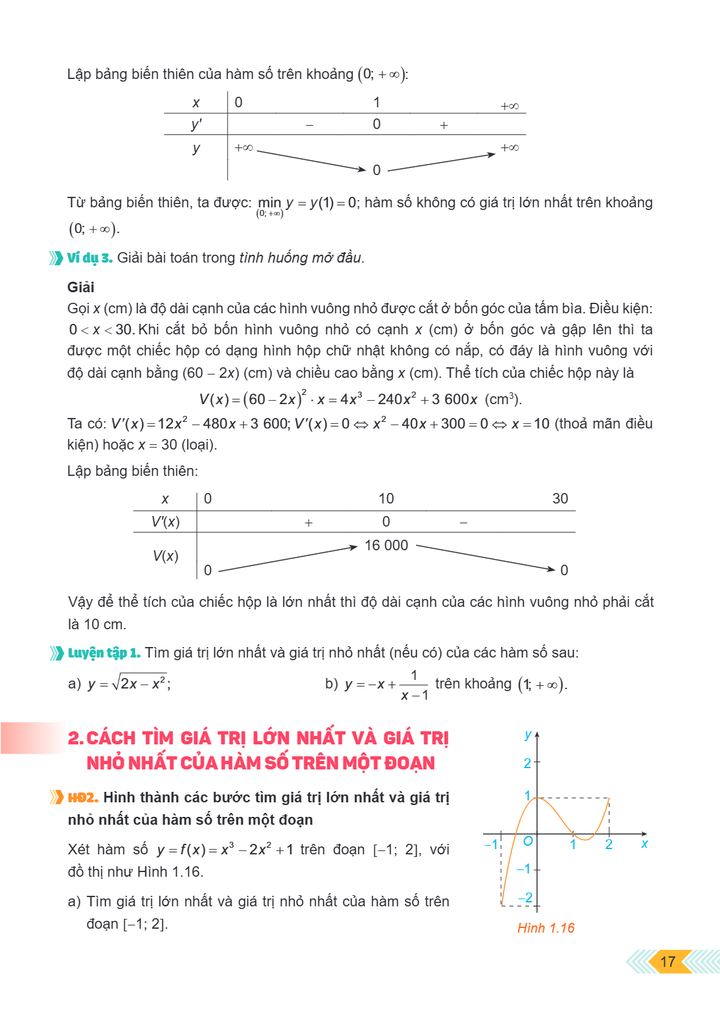 Lập bảng biến thiên của hàm số trên khoảng (0; +∞):
x 0 1 +∞
y' − 0 +
y +∞ +∞
0
Từ bảng biến thiên, ta được: min y = y(1) = 0; hàm số không có giá trị lớn nhất trên khoảng
(0; +∞)
(0; +∞).
Ví dụ 3. Giải bài toán trong tình huống mở đầu.
Giải
Gọi x (cm) là độ dài cạnh của các hình vuông nhỏ được cắt ở bốn góc của tấm bìa. Điều kiện:
0 < x < 30. Khi cắt bỏ bốn hình vuông nhỏ có cạnh x (cm) ở bốn góc và gập lên thì ta
được một chiếc hộp có dạng hình hộp chữ nhật không có nắp, có đáy là hình vuông với
độ dài cạnh bằng (60 − 2x) (cm) và chiều cao bằng x (cm). Thể tích của chiếc hộp này là
V(x) = (60 − 2x)² · x = 4x³ − 240x² + 3 600x (cm³).
Ta có: V'(x) = 12x² − 480x + 3 600; V'(x) = 0 ⇔ x² − 40x + 300 = 0 ⇔ x = 10 (thoả mãn điều
kiện) hoặc x = 30 (loại).
Lập bảng biến thiên:
x 0 10 30
V'(x) + 0 −
16 000
V(x)
0 0
Vậy để thể tích của chiếc hộp là lớn nhất thì độ dài cạnh của các hình vuông nhỏ phải cắt
là 10 cm.
Luyện tập 1. Tìm giá trị lớn nhất và giá trị nhỏ nhất (nếu có) của các hàm số sau:
a) y = √(2x − x²); b) y = −x + 1/(x − 1) trên khoảng (1; +∞).
2. CÁCH TÌM GIÁ TRỊ LỚN NHẤT VÀ GIÁ TRỊ
NHỎ NHẤT CỦA HÀM SỐ TRÊN MỘT ĐOẠN
HĐ2. Hình thành các bước tìm giá trị lớn nhất và giá trị
nhỏ nhất của hàm số trên một đoạn
Xét hàm số y = f(x) = x³ − 2x² + 1 trên đoạn [−1; 2], với
đồ thị như Hình 1.16.
a) Tìm giá trị lớn nhất và giá trị nhỏ nhất của hàm số trên
đoạn [−1; 2].
y
2
1
−1 O 1 2 x
−1
−2
Hình 1.16
17